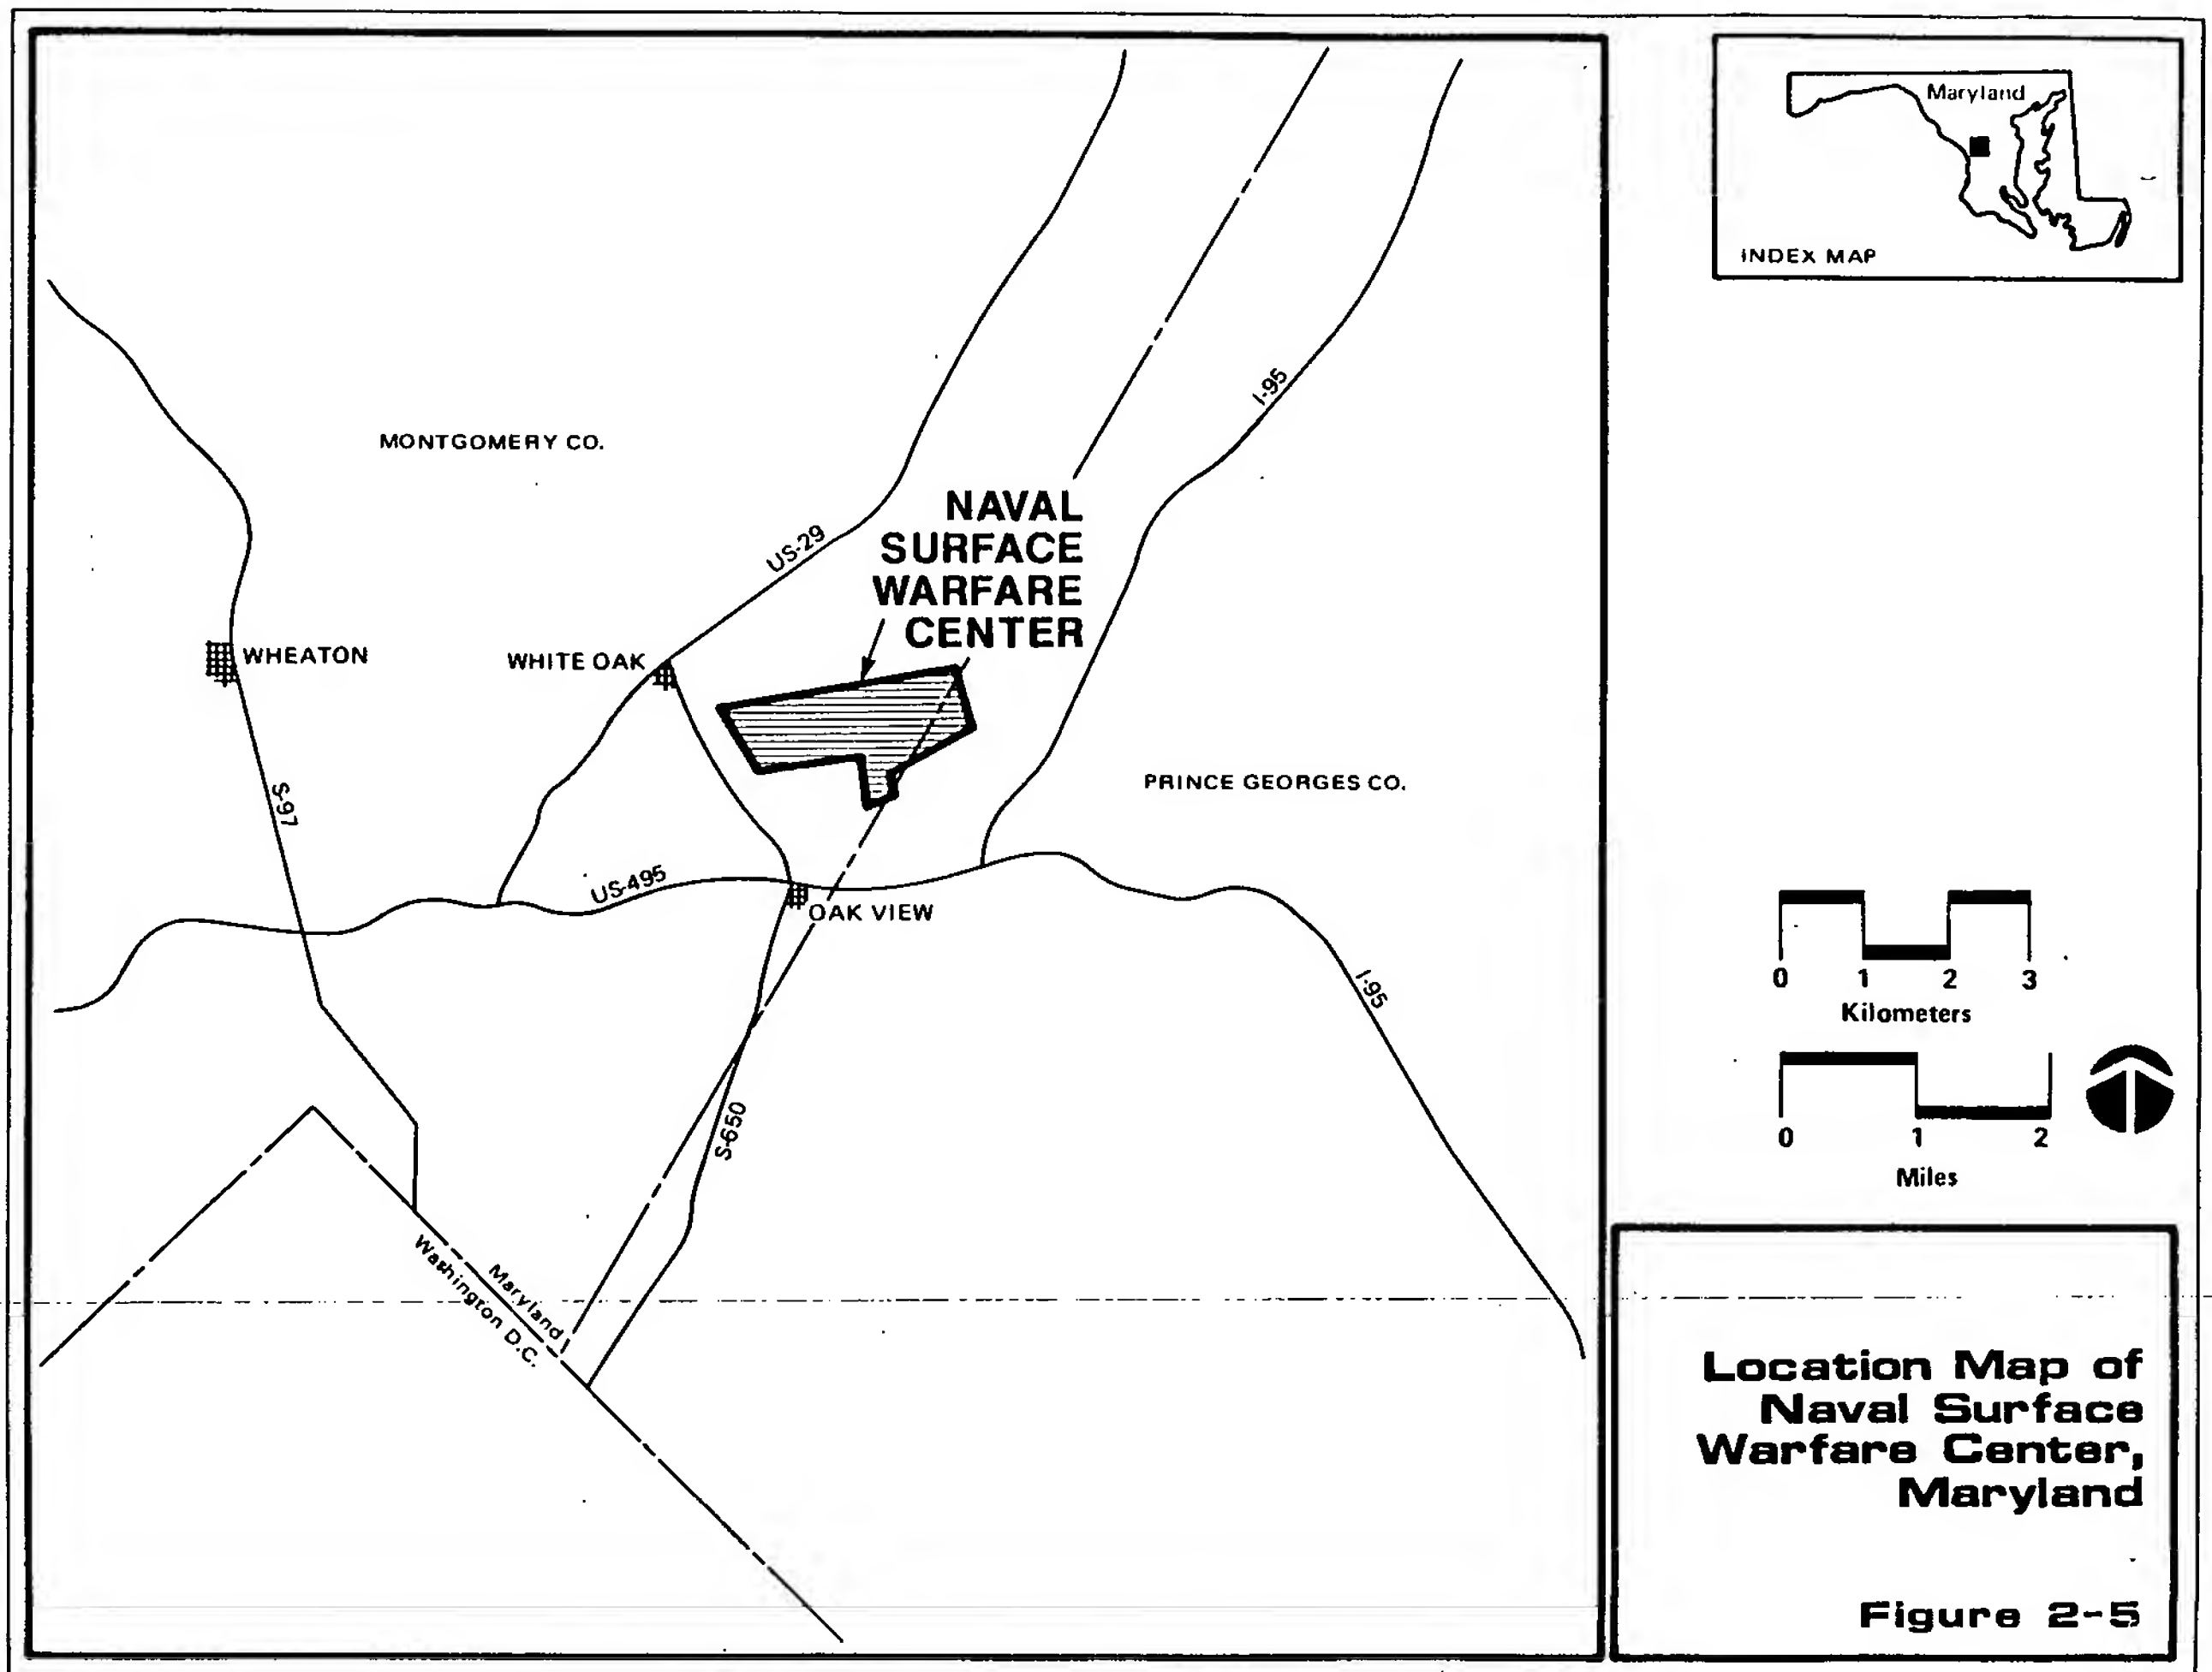 Maryland
INDEX MAP
I-95
MONTGOMERY CO.
NAVAL
SURFACE
WARFARE
CENTER
US-29
WHEATON
WHITE OAK
S-97
PRINCE GEORGES CO.
US-495
OAK VIEW
I-95
0 1 2 3
Kilometers
0 1 2
Miles
S-650
Maryland
Washington D.C.
Location Map of
Naval Surface
Warfare Center,
Maryland
Figure 2-5